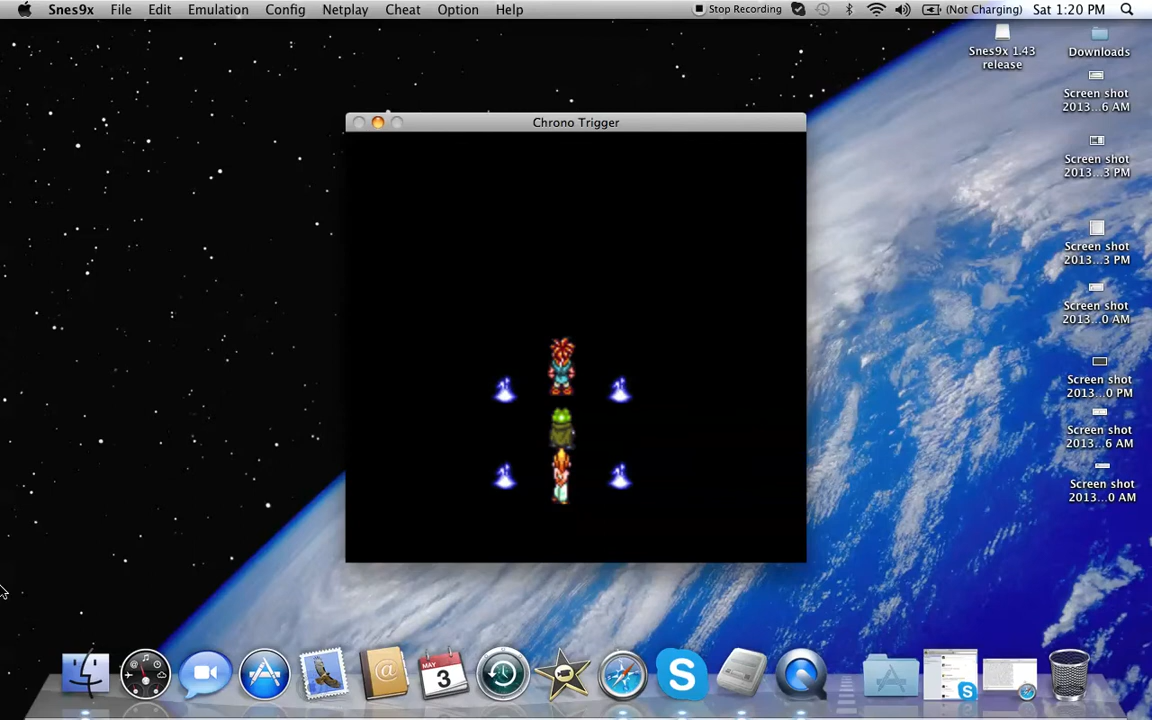 Snes9x File Edit Emulation Config Netplay Cheat Option Help Stop Recording (Not Charging) Sat 1:20 PM
Snes9x 1.43
release
Downloads
Screen shot
2013...6 AM
Chrono Trigger
Screen shot
2013...3 PM
Screen shot
2013...3 PM
Screen shot
2013...0 AM
Screen shot
2013...0 PM
Screen shot
2013...6 AM
Screen shot
2013...0 AM
MAY
3